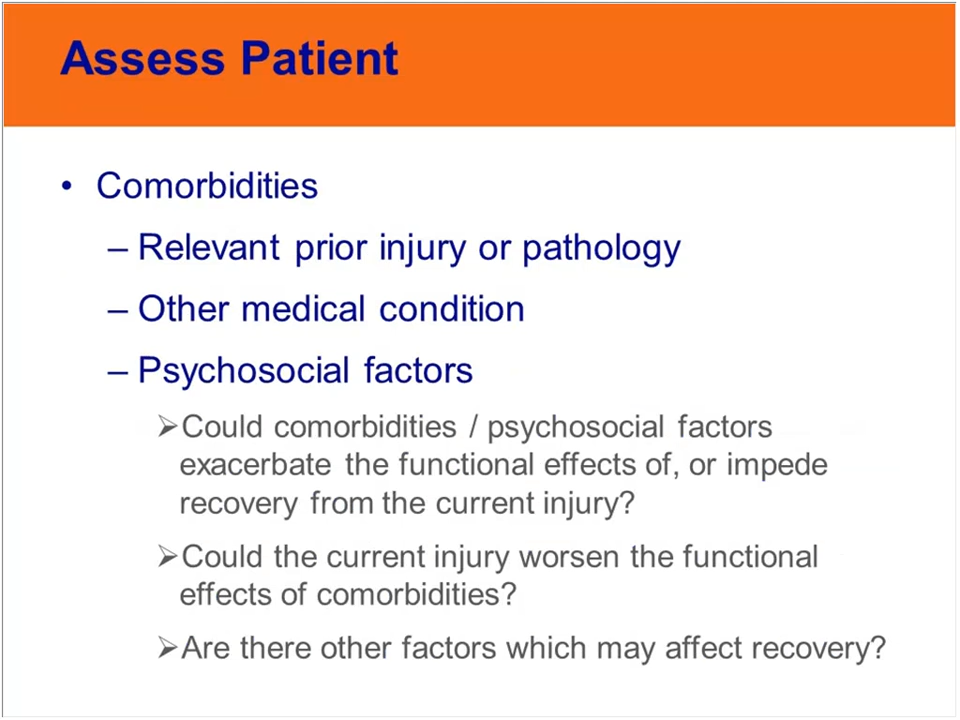 Assess Patient
• Comorbidities
– Relevant prior injury or pathology
– Other medical condition
– Psychosocial factors
➢Could comorbidities / psychosocial factors
exacerbate the functional effects of, or impede
recovery from the current injury?
➢Could the current injury worsen the functional
effects of comorbidities?
➢Are there other factors which may affect recovery?